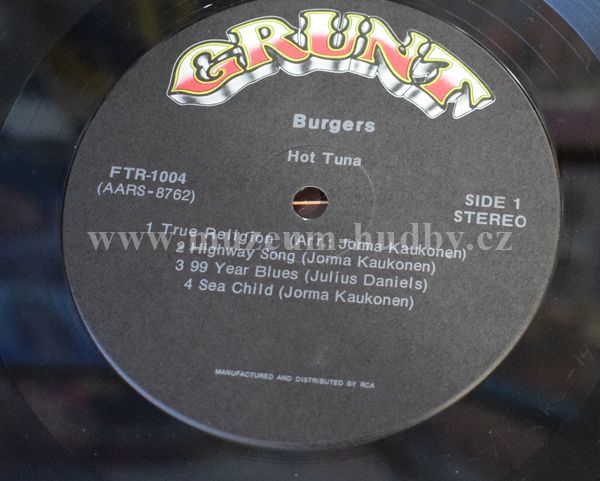 GRUNT
Burgers
Hot Tuna
FTR-1004
(AARS-8762)
SIDE 1
STEREO
1 True Religion (Arr. Jorma Kaukonen)
2 Highway Song (Jorma Kaukonen)
3 99 Year Blues (Julius Daniels)
4 Sea Child (Jorma Kaukonen)
www.muzeum-hudby.cz
MANUFACTURED AND DISTRIBUTED BY RCA